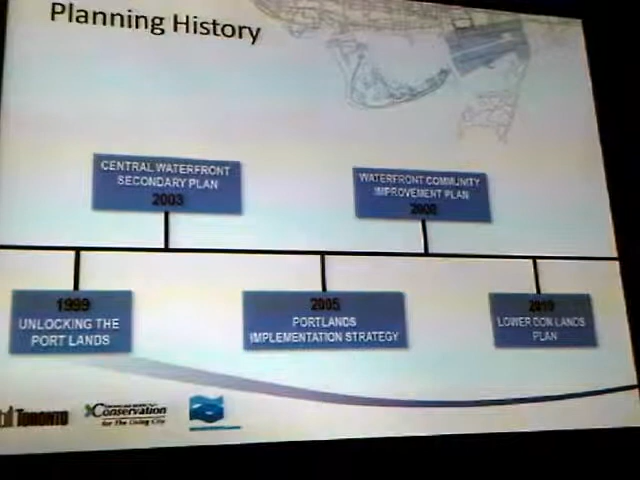 Planning History
CENTRAL WATERFRONT
SECONDARY PLAN
2003
WATERFRONT COMMUNITY
IMPROVEMENT PLAN
1999
UNLOCKING THE
PORT LANDS
2005
PORTLANDS
IMPLEMENTATION STRATEGY
2010
LOWER DON LANDS
PLAN
TORONTO
Conservation
for The Living City